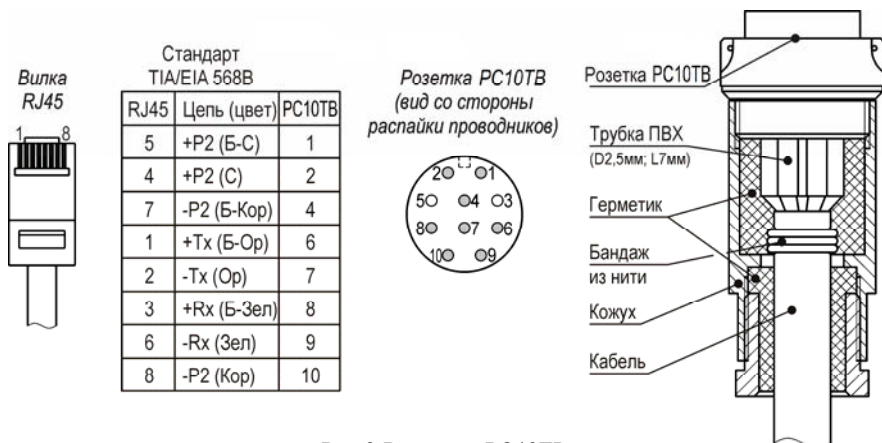 Вилка
RJ45
1 8
Стандарт
TIA/EIA 568B
RJ45 Цепь (цвет) РС10ТВ
5 +P2 (Б-С) 1
4 +P2 (С) 2
7 -P2 (Б-Кор) 4
1 +Tx (Б-Ор) 6
2 -Tx (Ор) 7
3 +Rx (Б-Зел) 8
6 -Rx (Зел) 9
8 -P2 (Кор) 10
Розетка РС10ТВ
(вид со стороны
распайки проводников)
2 1
5 4 3
8 7 6
10 9
Розетка РС10ТВ
Трубка ПВХ
(D2,5мм; L7мм)
Герметик
Бандаж
из нити
Кожух
Кабель